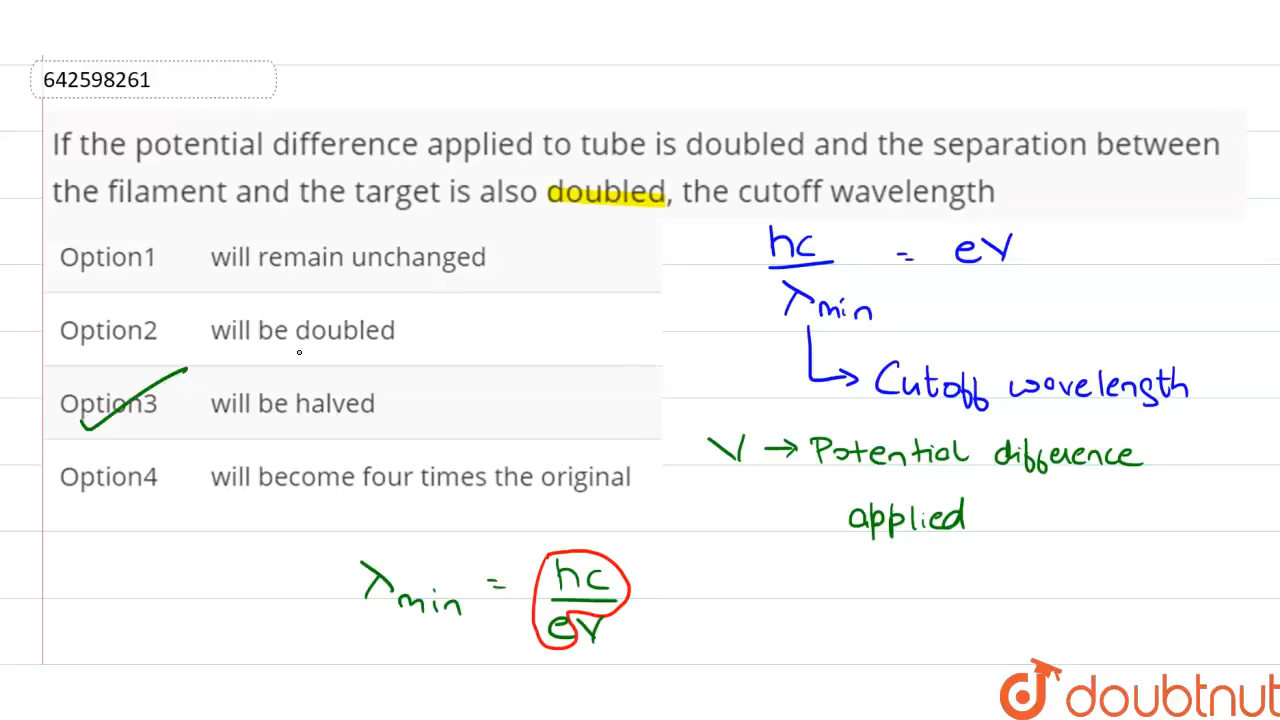 642598261
If the potential difference applied to tube is doubled and the separation between
the filament and the target is also doubled, the cutoff wavelength
Option1 will remain unchanged
Option2 will be doubled
Option3 will be halved
Option4 will become four times the original
hc / λmin = eV
Cutoff wavelength
V → Potential difference
applied
λmin = hc / eV
doubtnut